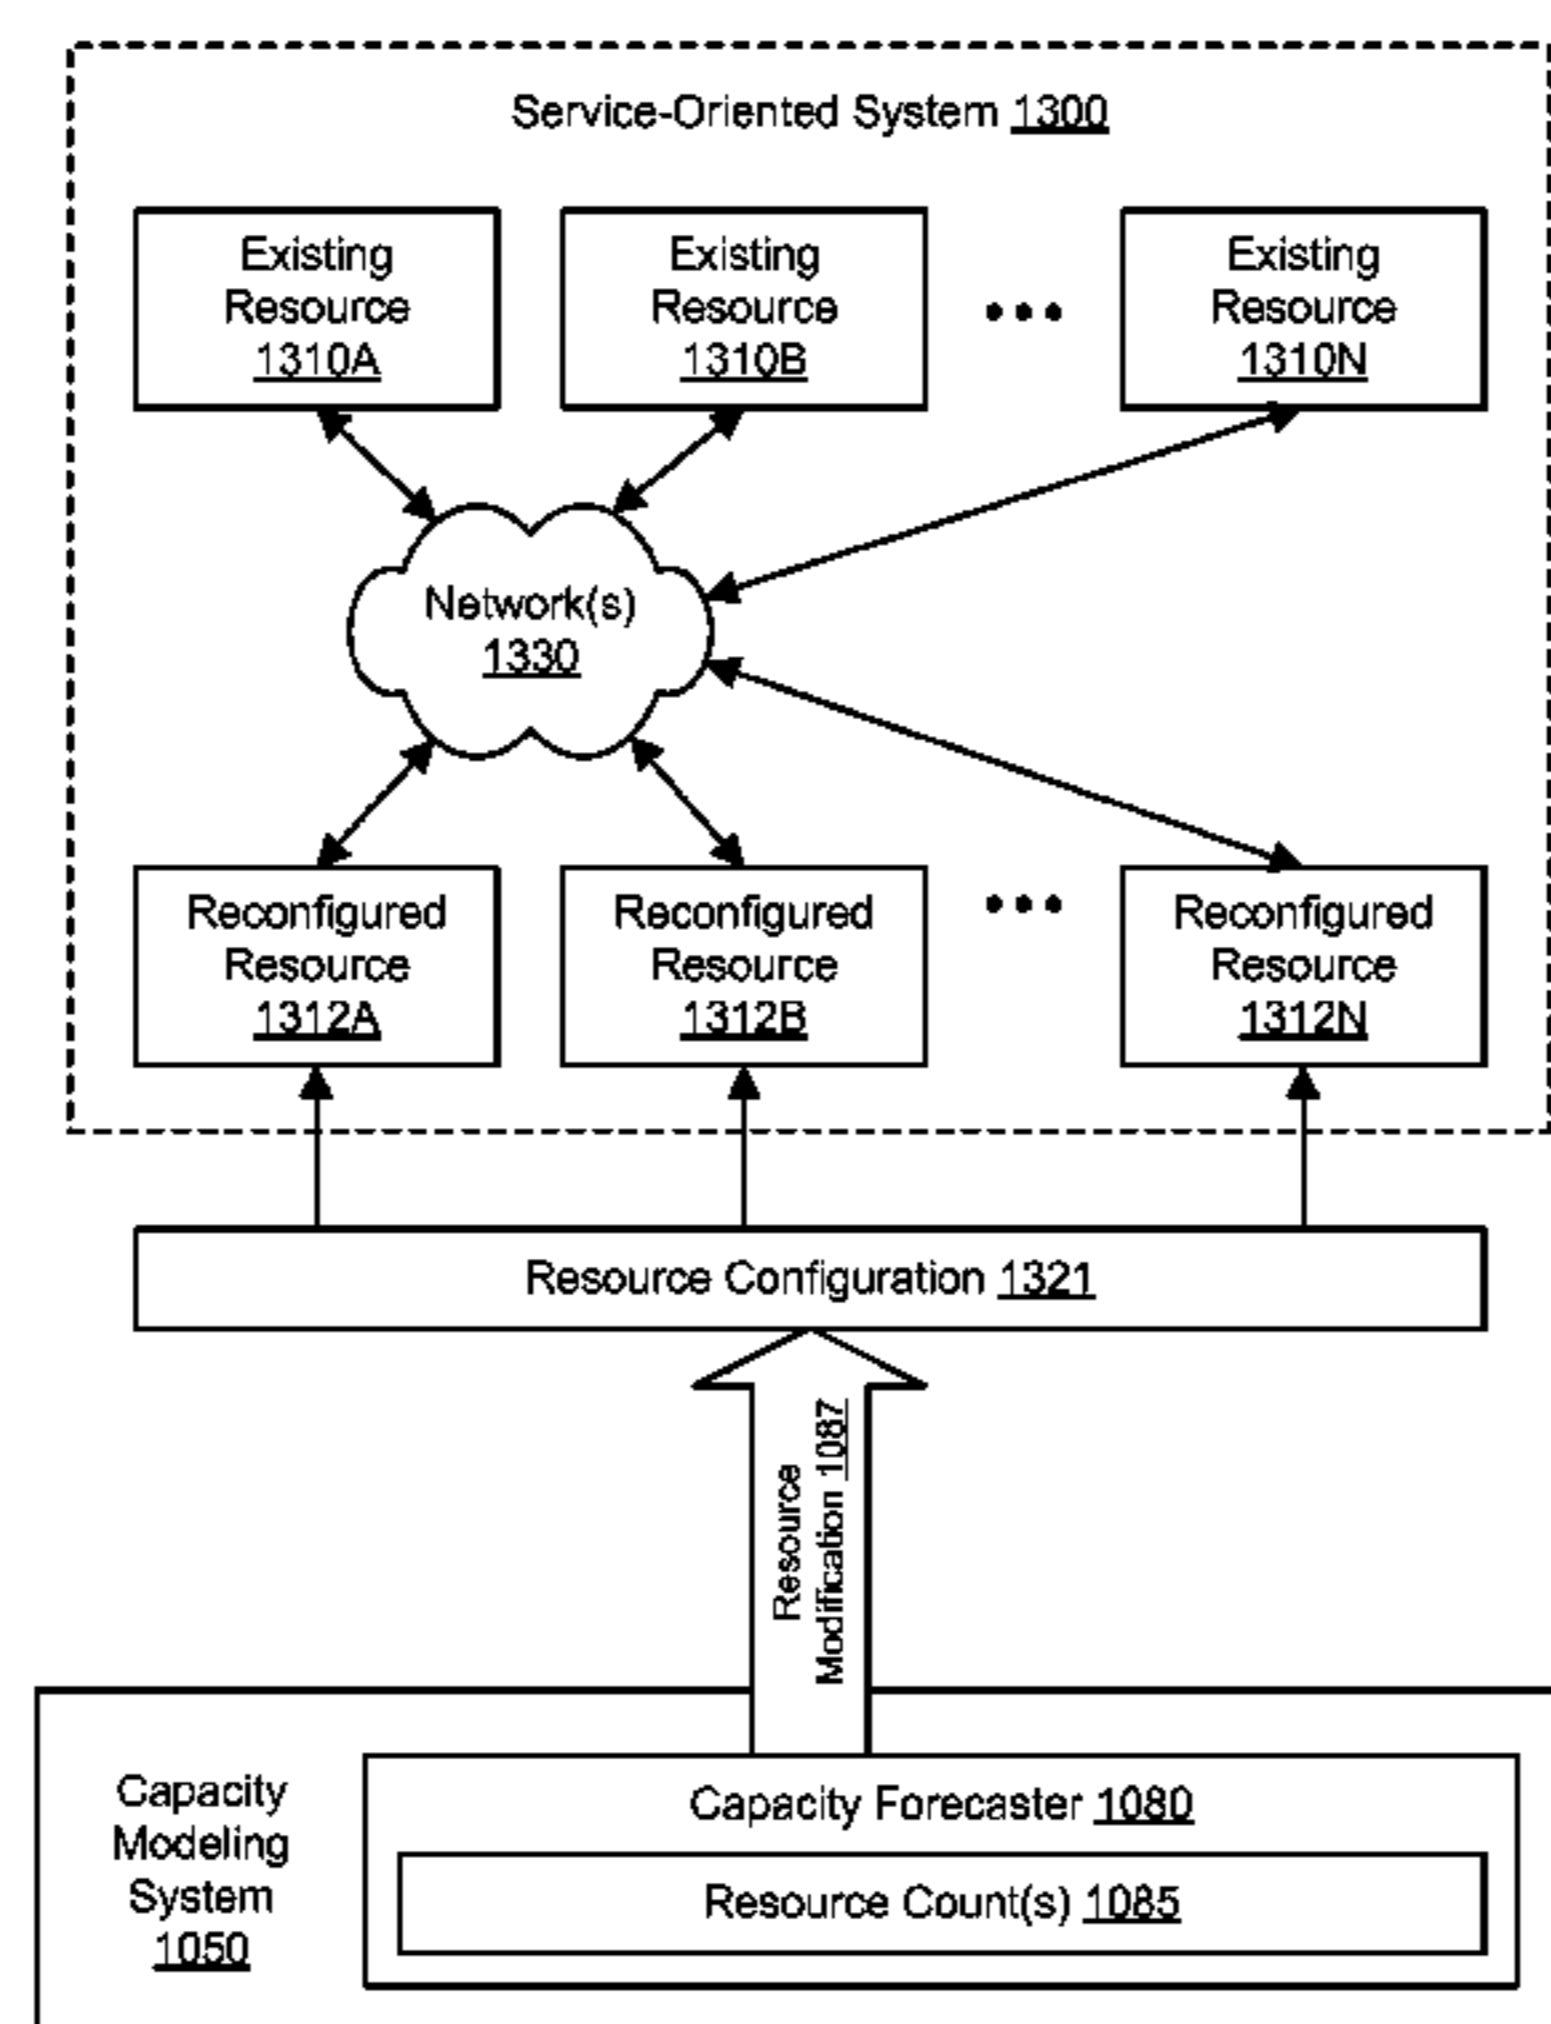 Service-Oriented System 1300
Existing
Resource
1310A
Existing
Resource
1310B
Existing
Resource
1310N
Network(s)
1330
Reconfigured
Resource
1312A
Reconfigured
Resource
1312B
Reconfigured
Resource
1312N
Resource Configuration 1321
Resource
Modification 1087
Capacity
Modeling
System
1050
Capacity Forecaster 1080
Resource Count(s) 1085